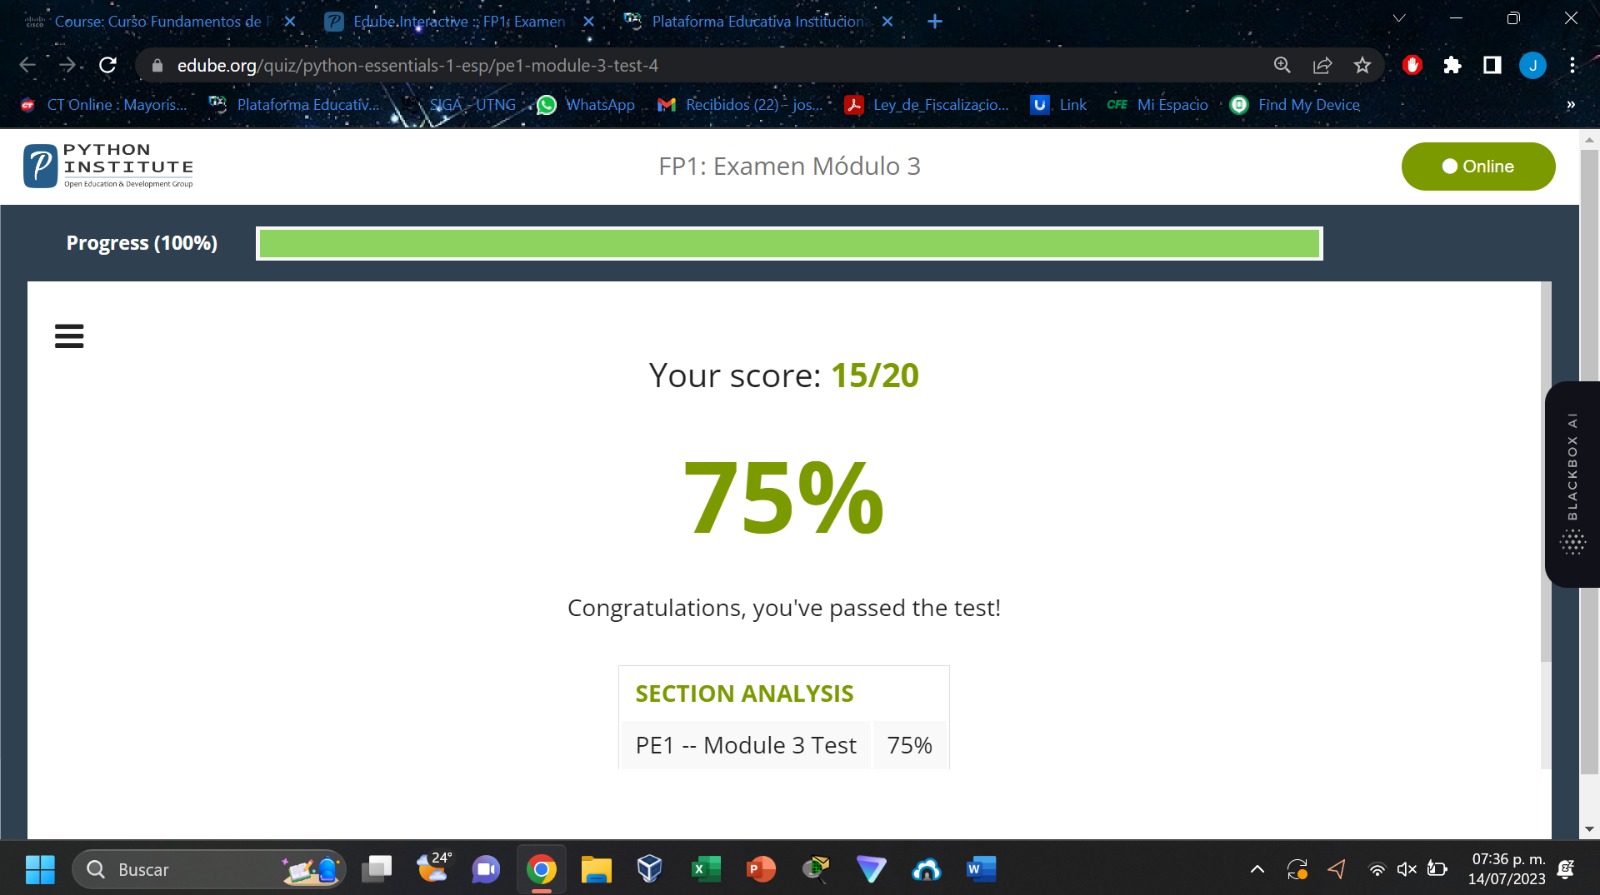 Course: Curso Fundamentos de P
Edube Interactive :: FP1: Examen
Plataforma Educativa Instituciona
edube.org/quiz/python-essentials-1-esp/pe1-module-3-test-4
J
CT Online : Mayoris...
Plataforma Educativ...
SIGA - UTNG
WhatsApp
Recibidos (22) - jos...
Ley_de_Fiscalizacio...
Link
CFE Mi Espacio
Find My Device
»
PYTHON
INSTITUTE
Open Education & Development Group
FP1: Examen Módulo 3
Online
Progress (100%)
Your score: 15/20
75%
Congratulations, you've passed the test!
SECTION ANALYSIS
PE1 -- Module 3 Test 75%
BLACKBOX AI
Buscar
24°
07:36 p. m.
14/07/2023